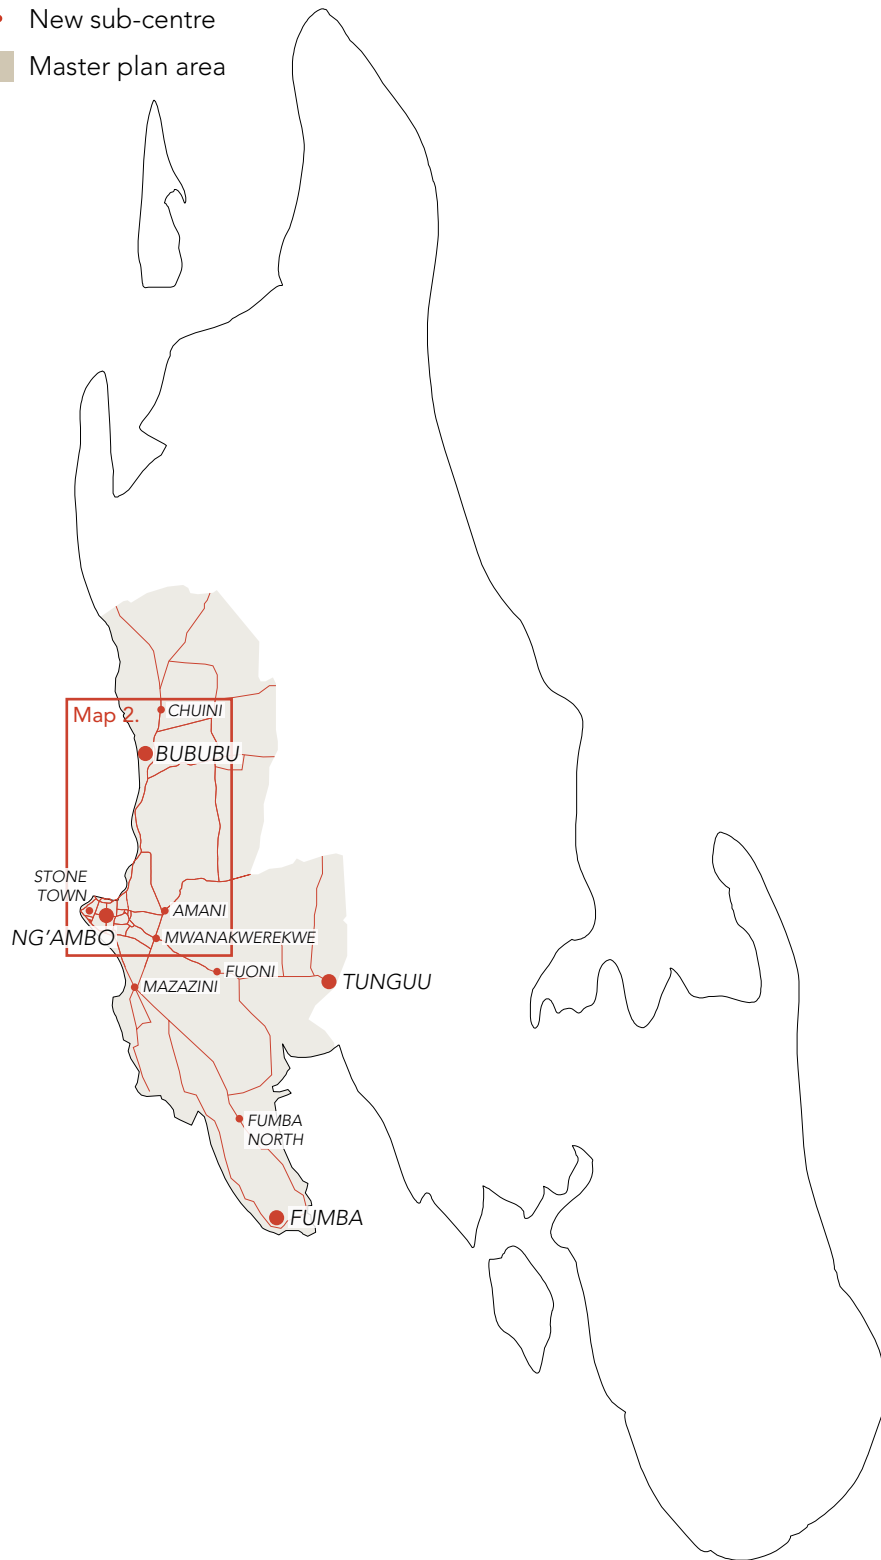 New sub-centre
Master plan area
CHUINI
Map 2.
BUBUBU
STONE
TOWN
AMANI
NG'AMBO
MWANAKWEREKWE
FUONI
TUNGUU
MAZAZINI
FUMBA
NORTH
FUMBA